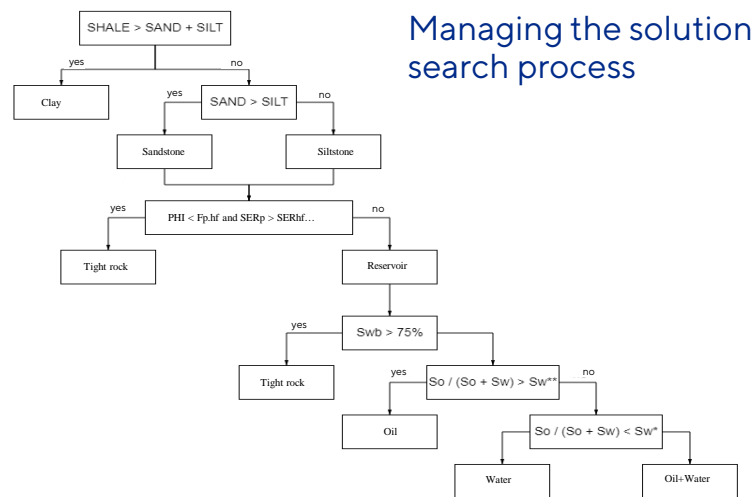 Managing the solution
search process
SHALE > SAND + SILT
yes
no
Clay
yes
SAND > SILT
no
Sandstone
Siltstone
yes
PHI < Fp.hf and SERp > SERhf…
no
Tight rock
Reservoir
yes
Swb > 75%
Tight rock
yes
So / (So + Sw) > Sw**
no
Oil
So / (So + Sw) < Sw*
Water
Oil+Water